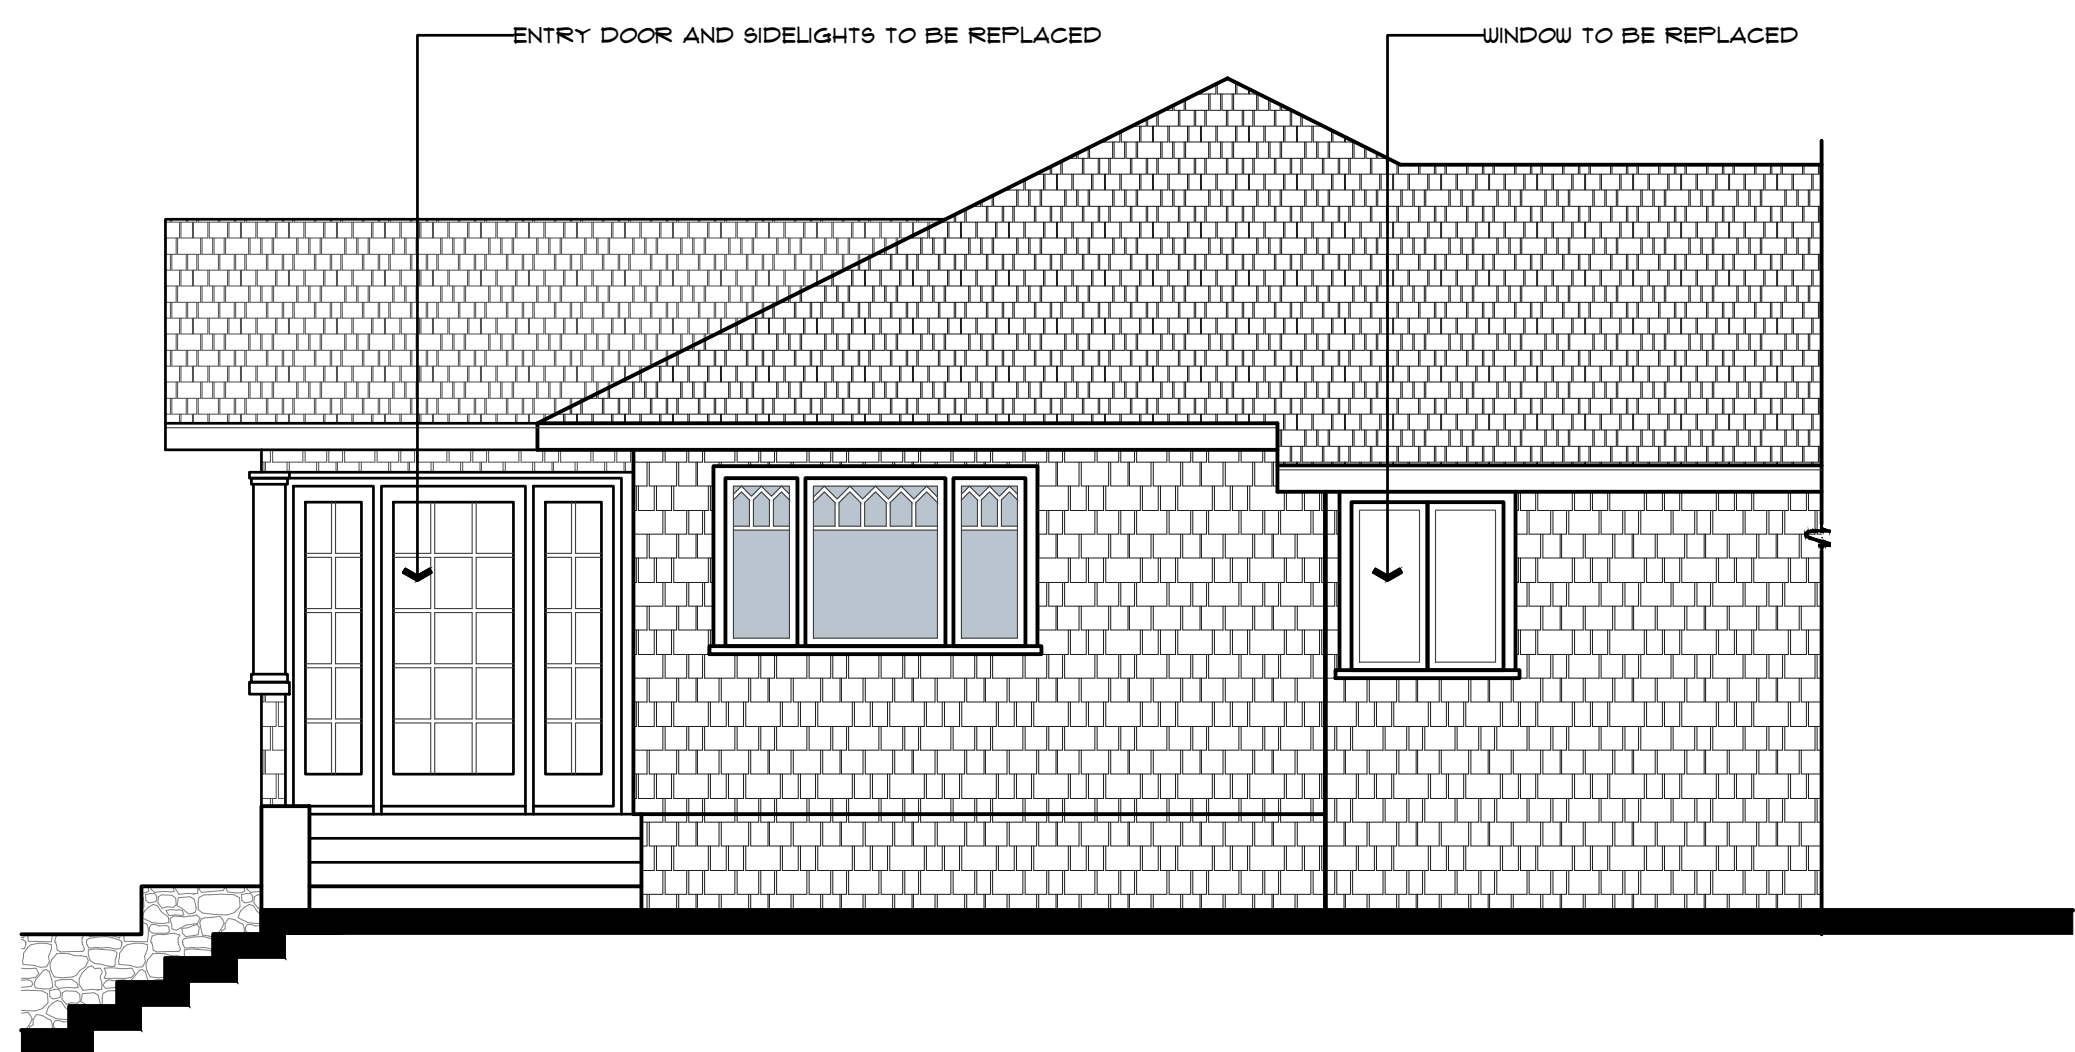 ENTRY DOOR AND SIDELIGHTS TO BE REPLACED
WINDOW TO BE REPLACED